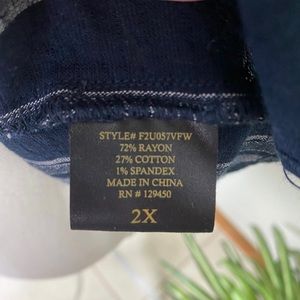 STYLE# F2U057VFW
72% RAYON
27% COTTON
1% SPANDEX
MADE IN CHINA
RN # 129450
2X